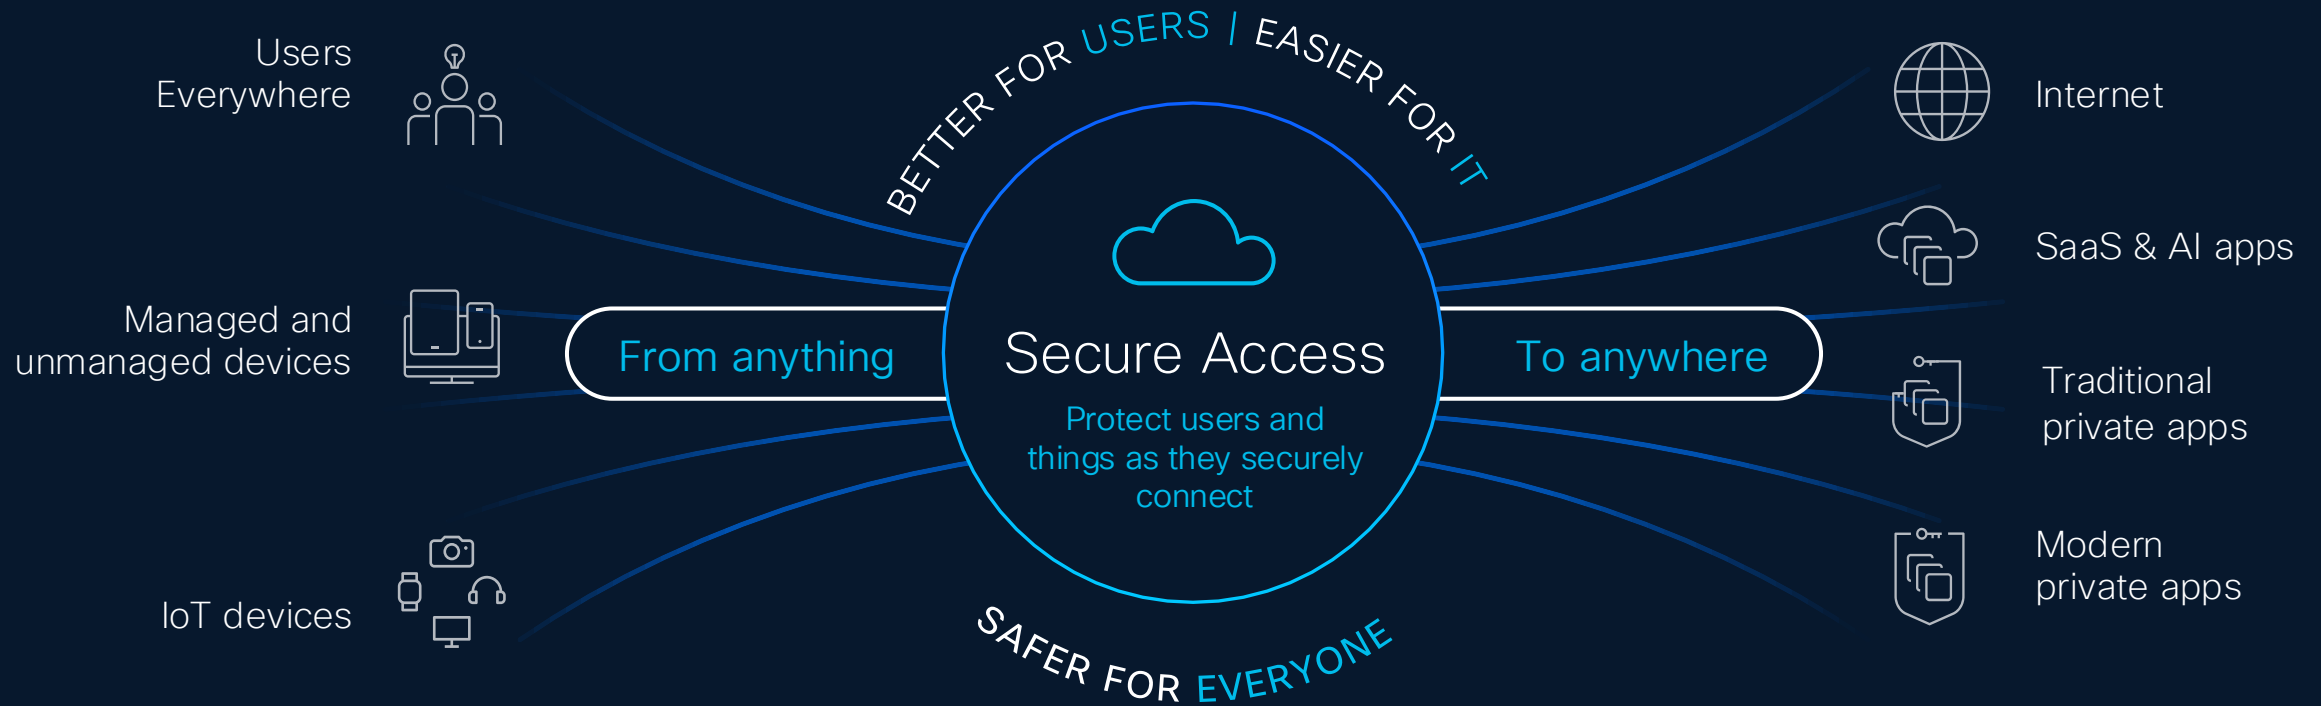 BETTER FOR USERS | EASIER FOR IT
Users
Everywhere
Managed and
unmanaged devices
IoT devices
From anything
Secure Access
Protect users and
things as they securely
connect
To anywhere
Internet
SaaS & AI apps
Traditional
private apps
Modern
private apps
SAFER FOR EVERYONE